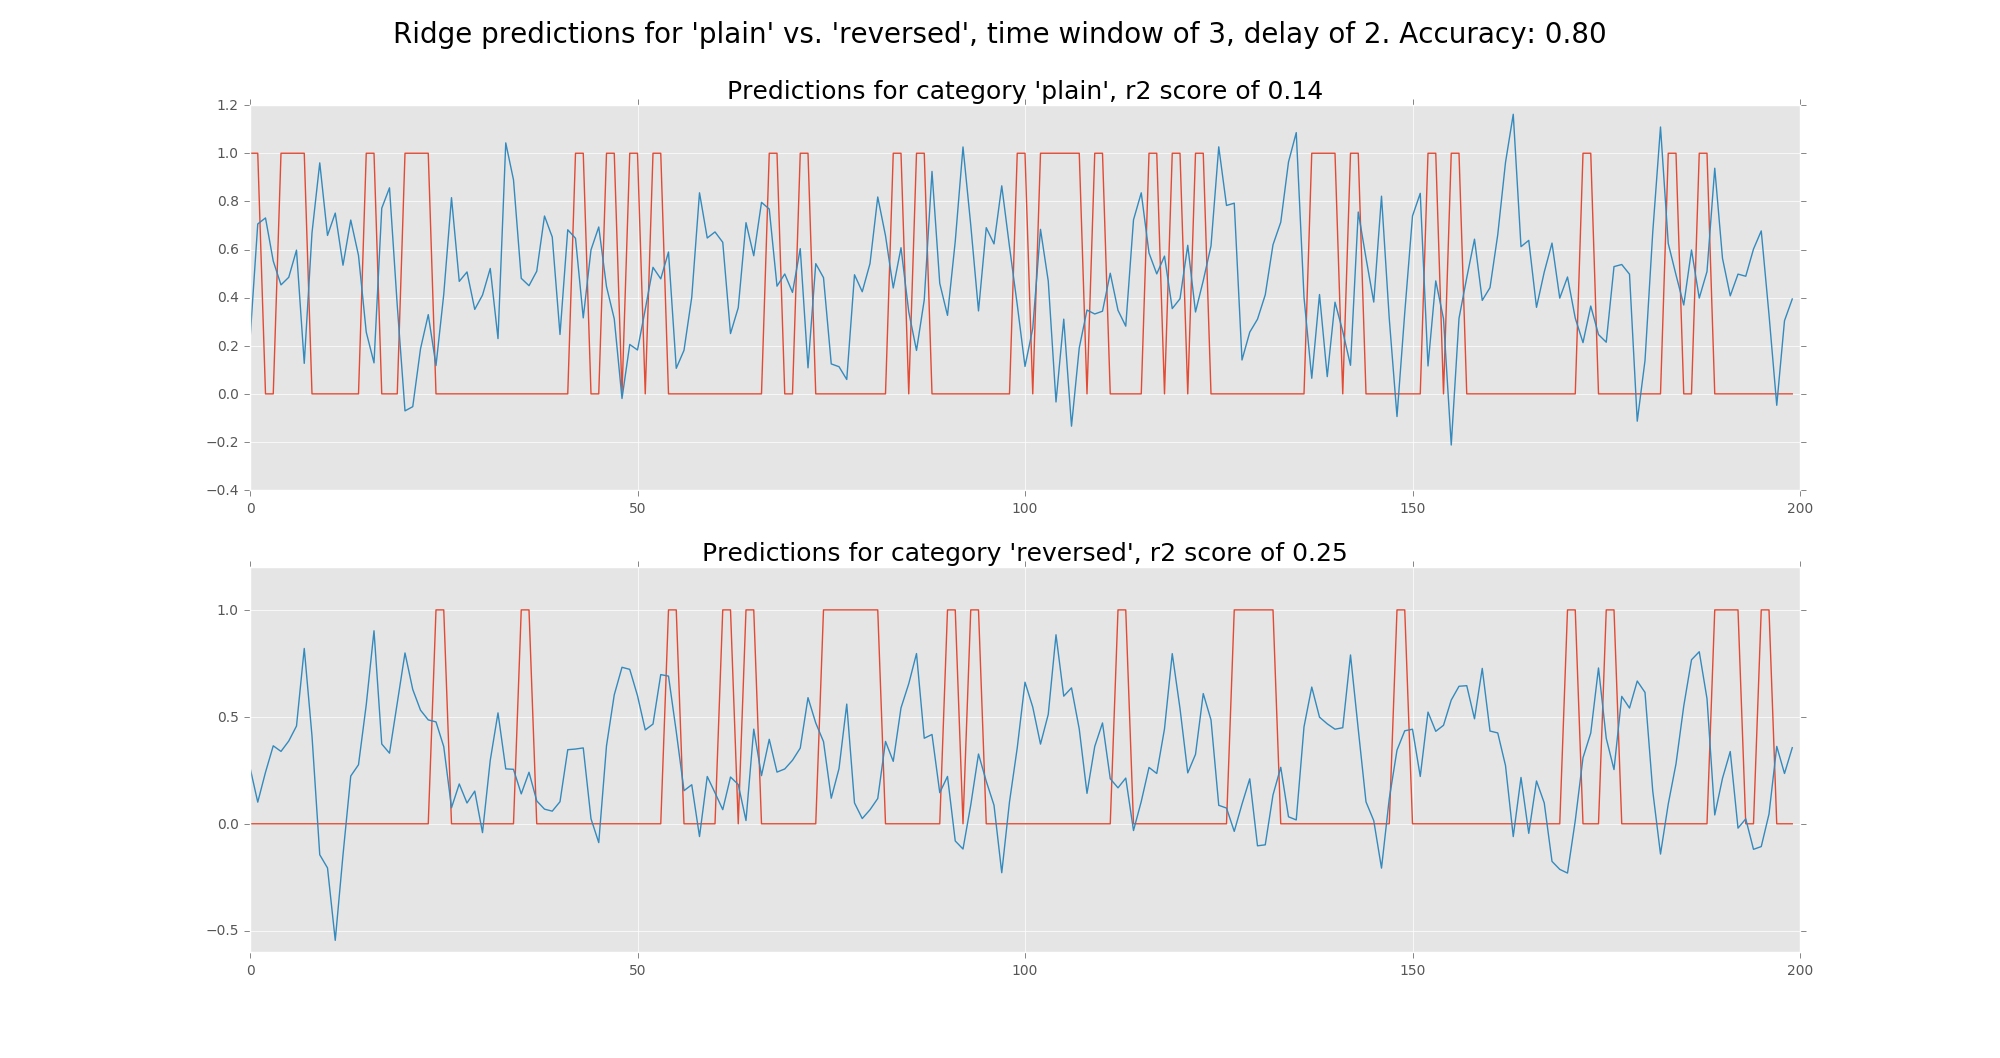 Ridge predictions for 'plain' vs. 'reversed', time window of 3, delay of 2. Accuracy: 0.80
Predictions for category 'plain', r2 score of 0.14
1.2
1.0
0.8
0.6
0.4
0.2
0.0
−0.2
−0.4
0 50 100 150 200
Predictions for category 'reversed', r2 score of 0.25
1.0
0.5
0.0
−0.5
0 50 100 150 200